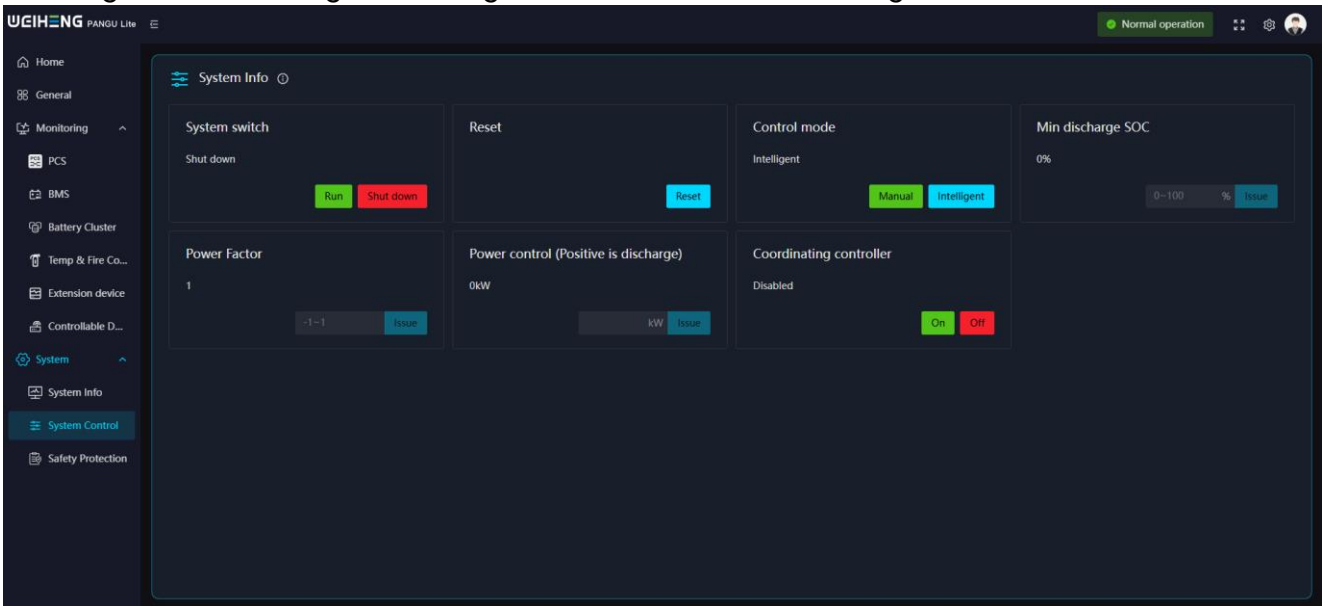 WEIHENG PANGU Lite
Normal operation
Home
General
Monitoring
PCS
BMS
Battery Cluster
Temp & Fire Co...
Extension device
Controllable D...
System
System Info
System Control
Safety Protection
System Info
System switch
Shut down
Run
Shut down
Reset
Reset
Control mode
Intelligent
Manual
Intelligent
Min discharge SOC
0%
0~100 % Issue
Power Factor
1
-1~1 Issue
Power control (Positive is discharge)
0kW
kW Issue
Coordinating controller
Disabled
On
Off